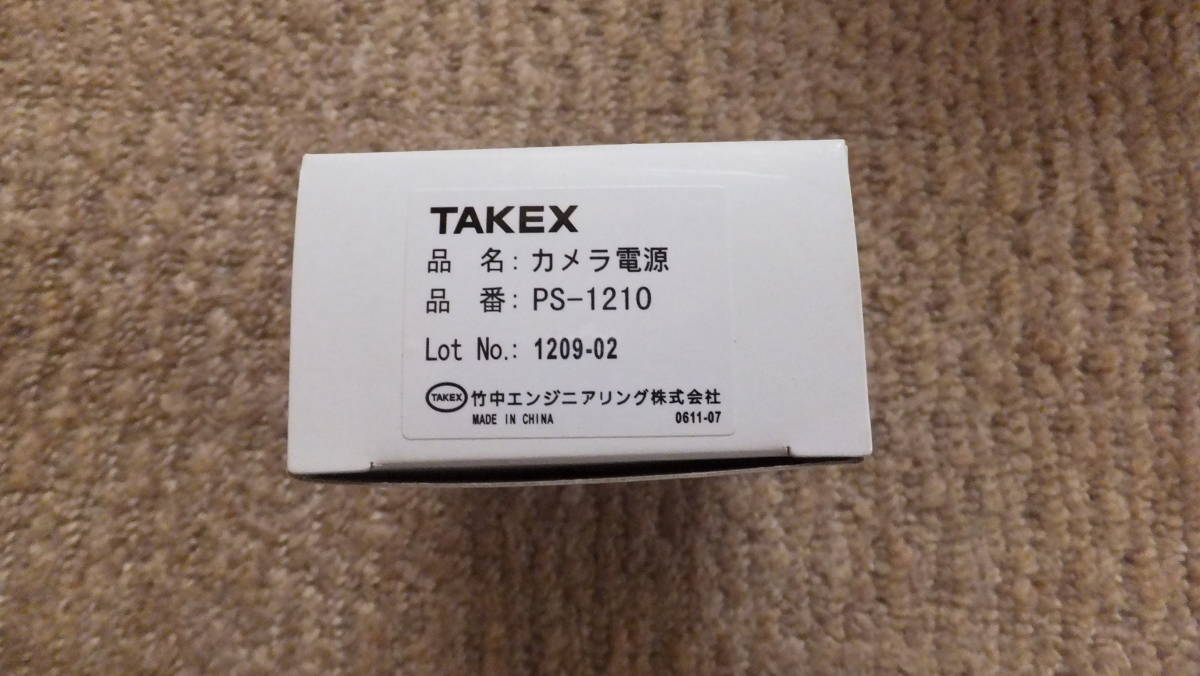 TAKEX
品 名: カメラ電源
品 番: PS-1210
Lot No.: 1209-02
TAKEX 竹中エンジニアリング株式会社
MADE IN CHINA 0611-07